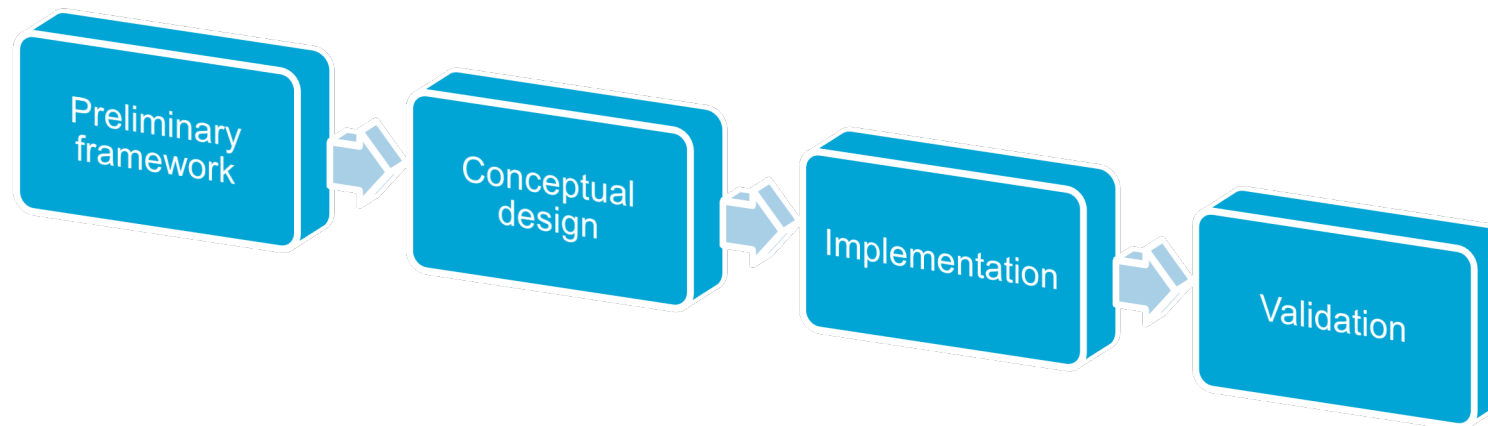 Preliminary
framework
Conceptual
design
Implementation
Validation